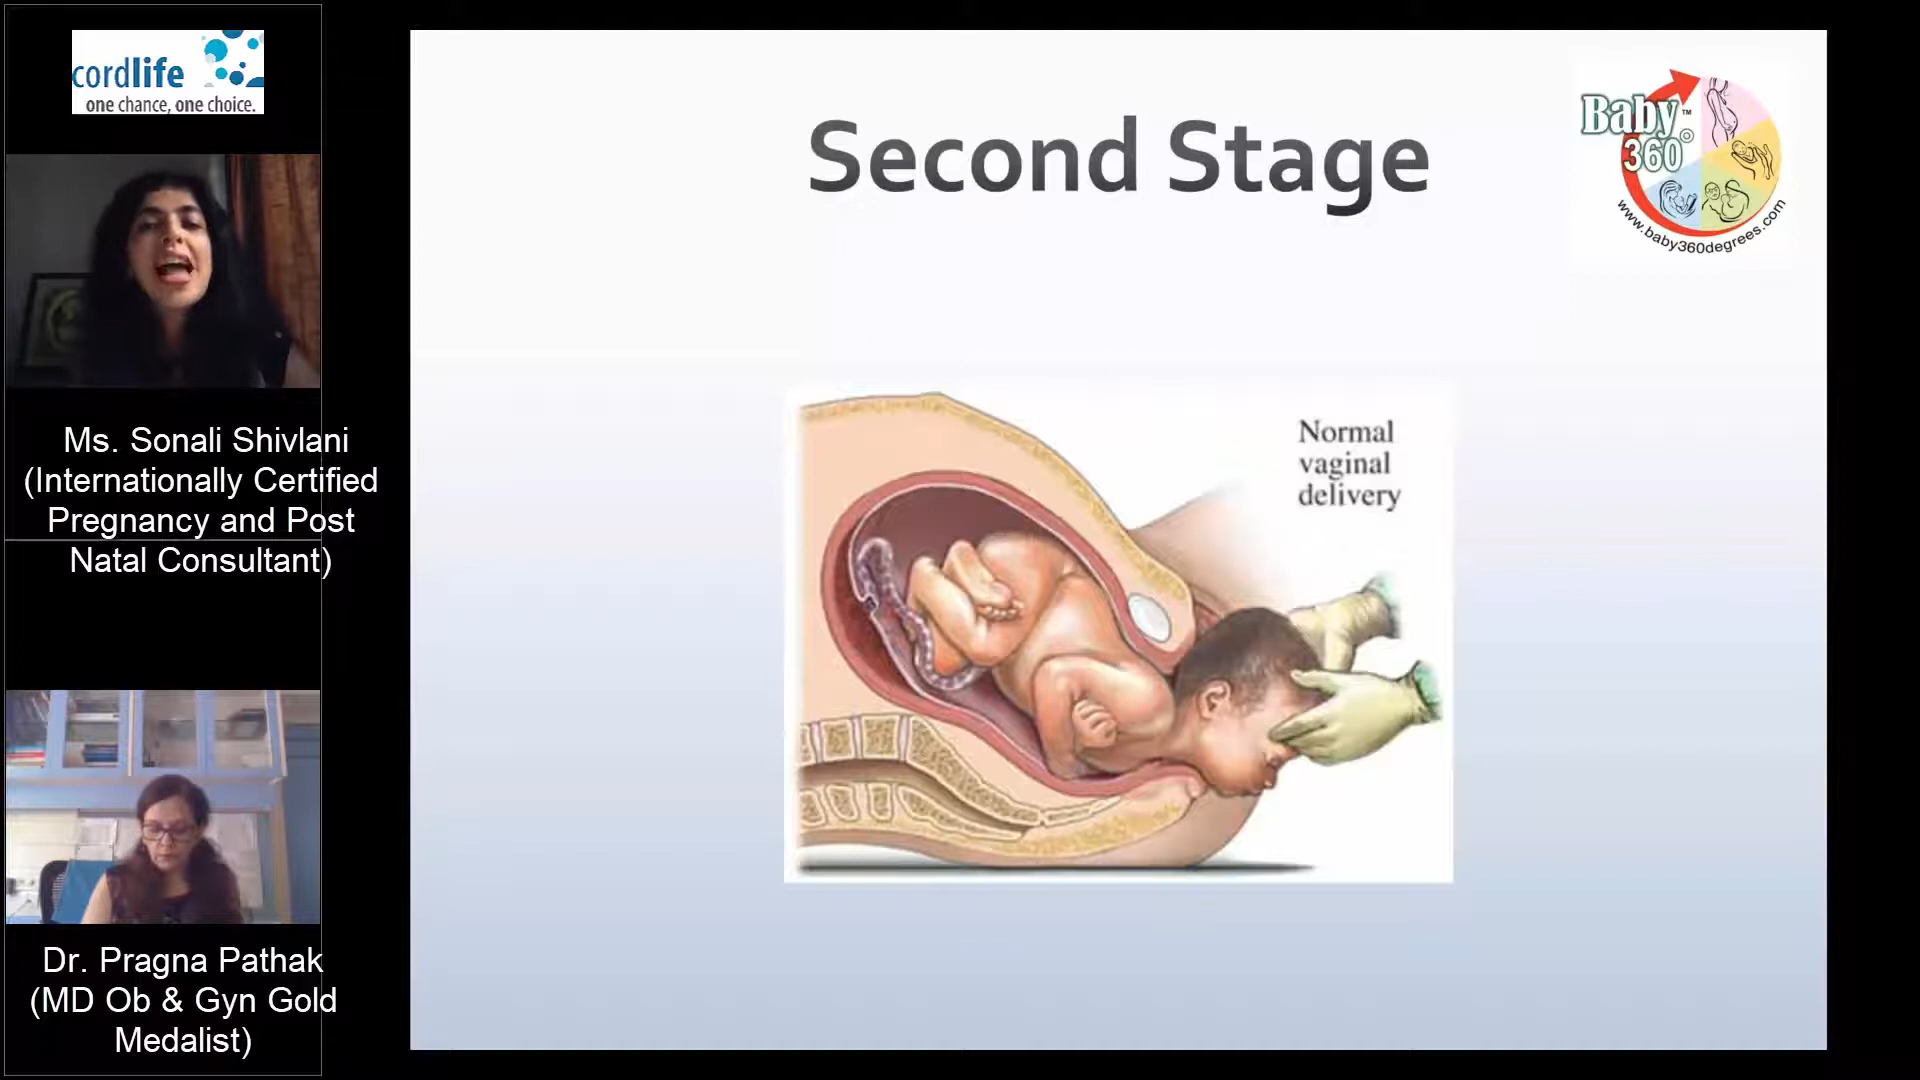 cordlife
one chance, one choice.
Ms. Sonali Shivlani
(Internationally Certified
Pregnancy and Post
Natal Consultant)
Dr. Pragna Pathak
(MD Ob & Gyn Gold
Medalist)
Second Stage
Baby™
360°
www.baby360degrees.com
Normal
vaginal
delivery